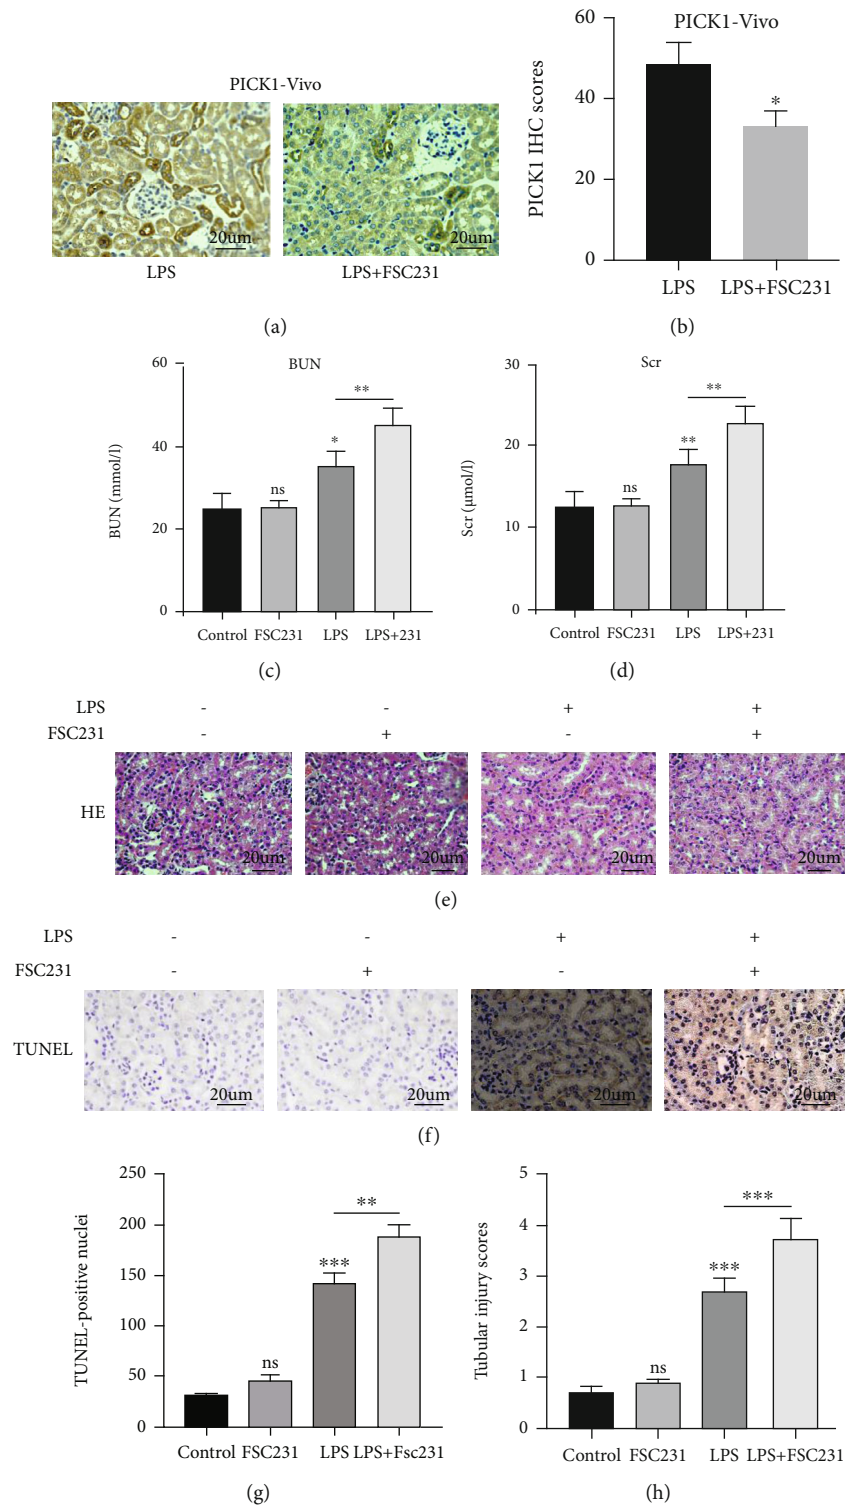 PICK1-Vivo
20um
20um
LPS
LPS+FSC231
(a)
PICK1-Vivo
PICK1 IHC scores
60
40
20
0
*
LPS
LPS+FSC231
(b)
BUN
BUN (mmol/l)
60
40
20
0
ns
*
**
Control FSC231 LPS LPS+231
(c)
Scr
Scr (μmol/l)
30
20
10
0
ns
**
**
Control FSC231 LPS LPS+231
(d)
LPS - - + +
FSC231 - + - +
HE
20um 20um 20um 20um
(e)
LPS - - + +
FSC231 - + - +
TUNEL
20um 20um 20um 20um
(f)
TUNEL-positive nuclei
250
200
150
100
50
0
ns
***
**
Control FSC231 LPS LPS+Fsc231
(g)
Tubular injury scores
5
4
3
2
1
0
ns
***
***
Control FSC231 LPS LPS+FSC231
(h)